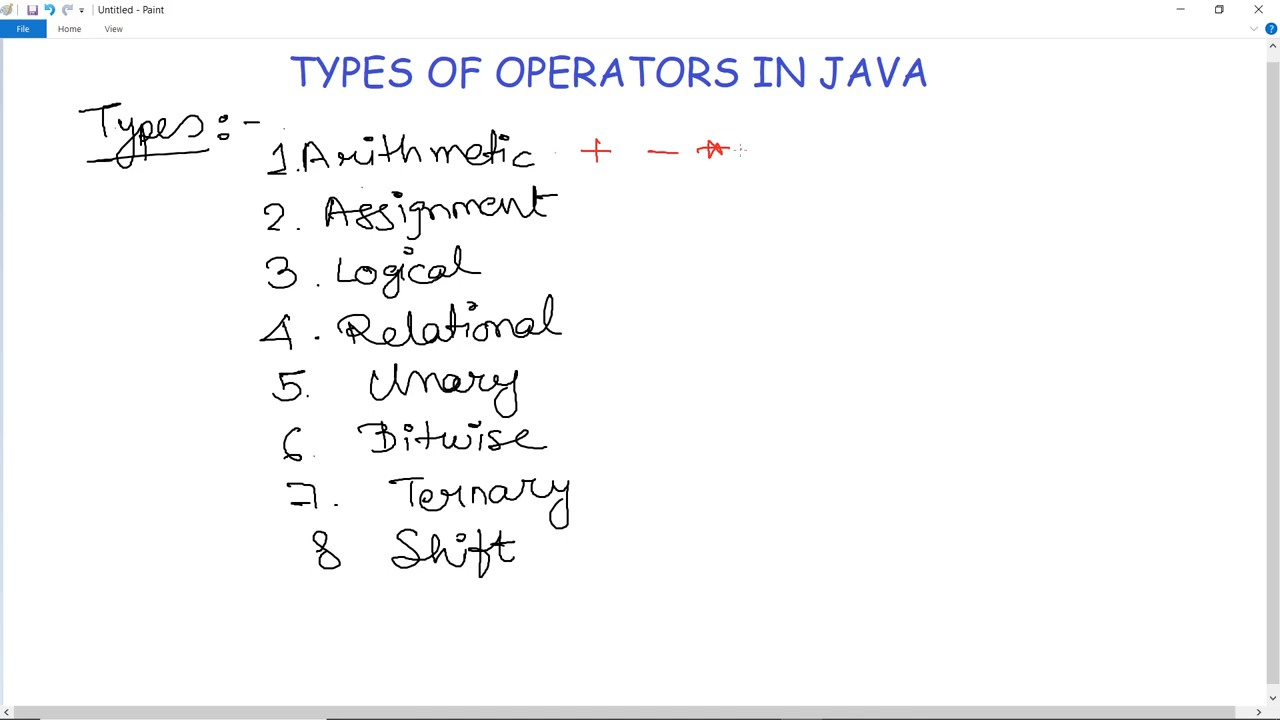 Untitled - Paint
File Home View
TYPES OF OPERATORS IN JAVA
Types :-
1. Arithmetic + - *
2. Assignment
3. Logical
4. Relational
5. Unary
6. Bitwise
7. Ternary
8 Shift